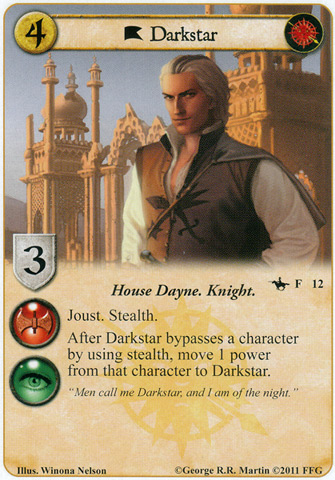 4 Darkstar
3
House Dayne. Knight.
F 12
Joust. Stealth.
After Darkstar bypasses a character
by using stealth, move 1 power
from that character to Darkstar.
“Men call me Darkstar, and I am of the night.”
Illus. Winona Nelson ©George R.R. Martin ©2011 FFG